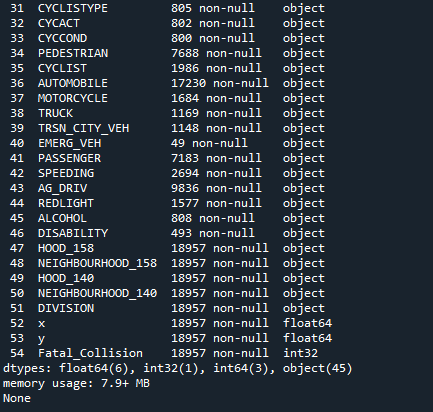 31 CYCLISTYPE 805 non-null object
32 CYCACT 802 non-null object
33 CYCCOND 800 non-null object
34 PEDESTRIAN 7688 non-null object
35 CYCLIST 1986 non-null object
36 AUTOMOBILE 17230 non-null object
37 MOTORCYCLE 1684 non-null object
38 TRUCK 1169 non-null object
39 TRSN_CITY_VEH 1148 non-null object
40 EMERG_VEH 49 non-null object
41 PASSENGER 7183 non-null object
42 SPEEDING 2694 non-null object
43 AG_DRIV 9836 non-null object
44 REDLIGHT 1577 non-null object
45 ALCOHOL 808 non-null object
46 DISABILITY 493 non-null object
47 HOOD_158 18957 non-null object
48 NEIGHBOURHOOD_158 18957 non-null object
49 HOOD_140 18957 non-null object
50 NEIGHBOURHOOD_140 18957 non-null object
51 DIVISION 18957 non-null object
52 x 18957 non-null float64
53 y 18957 non-null float64
54 Fatal_Collision 18957 non-null int32
dtypes: float64(6), int32(1), int64(3), object(45)
memory usage: 7.9+ MB
None